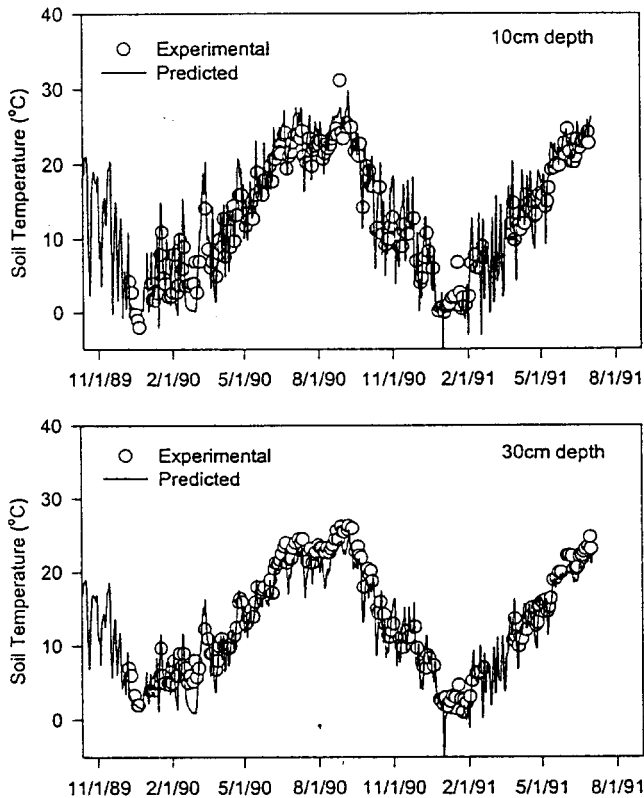 40
30
20
10
0
Soil Temperature (°C)
Experimental
Predicted
10cm depth
11/1/89 2/1/90 5/1/90 8/1/90 11/1/90 2/1/91 5/1/91 8/1/91
40
30
20
10
0
Soil Temperature (°C)
Experimental
Predicted
30cm depth
11/1/89 2/1/90 5/1/90 8/1/90 11/1/90 2/1/91 5/1/91 8/1/91